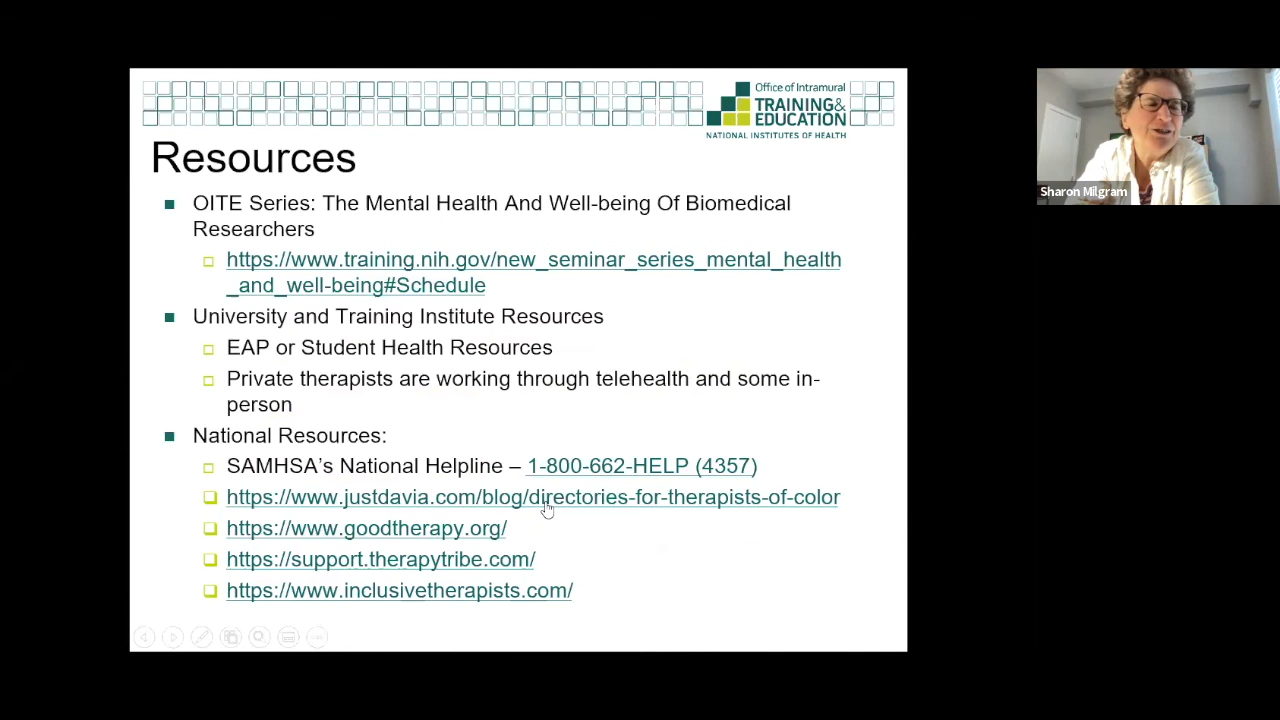 Office of Intramural
TRAINING&
EDUCATION
NATIONAL INSTITUTES OF HEALTH
Resources
OITE Series: The Mental Health And Well-being Of Biomedical
Researchers
https://www.training.nih.gov/new_seminar_series_mental_health
_and_well-being#Schedule
University and Training Institute Resources
EAP or Student Health Resources
Private therapists are working through telehealth and some in-
person
National Resources:
SAMHSA’s National Helpline – 1-800-662-HELP (4357)
https://www.justdavia.com/blog/directories-for-therapists-of-color
https://www.goodtherapy.org/
https://support.therapytribe.com/
https://www.inclusivetherapists.com/
Sharon Milgram